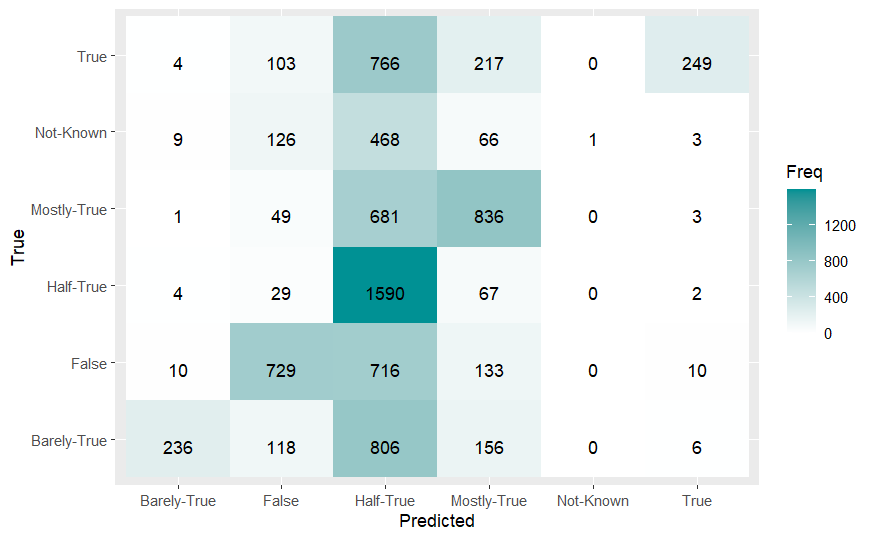 True 4 103 766 217 0 249
Not-Known 9 126 468 66 1 3
Mostly-True 1 49 681 836 0 3
Half-True 4 29 1590 67 0 2
False 10 729 716 133 0 10
Barely-True 236 118 806 156 0 6
Barely-True False Half-True Mostly-True Not-Known True
Predicted
True
Freq
1200
800
400
0